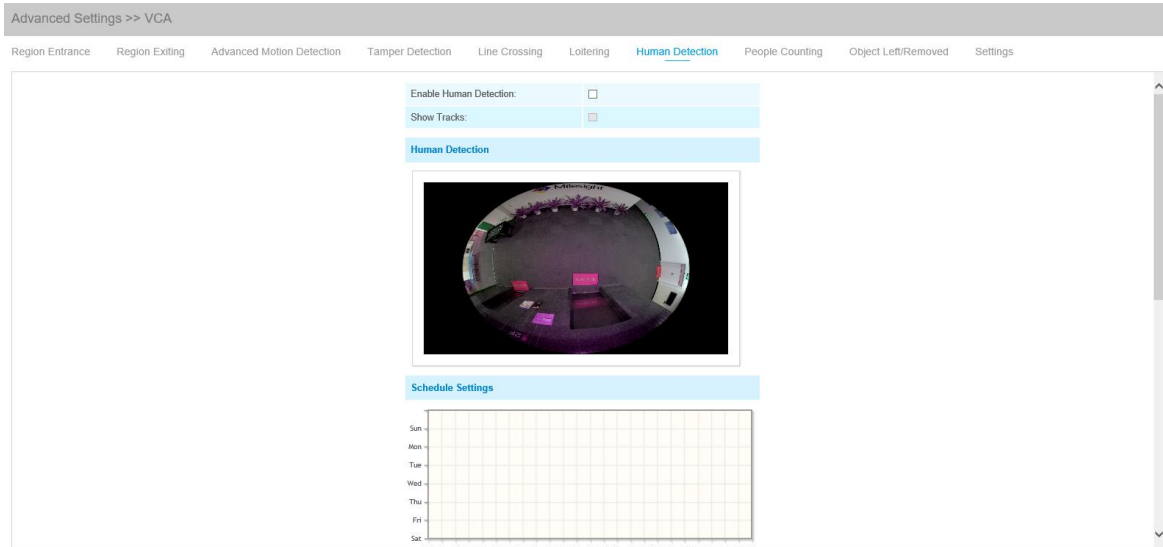 Advanced Settings >> VCA
Region Entrance Region Exiting Advanced Motion Detection Tamper Detection Line Crossing Loitering Human Detection People Counting Object Left/Removed Settings
Enable Human Detection:
Show Tracks:
Human Detection
Milesight
Schedule Settings
Sun
Mon
Tue
Wed
Thu
Fri
Sat